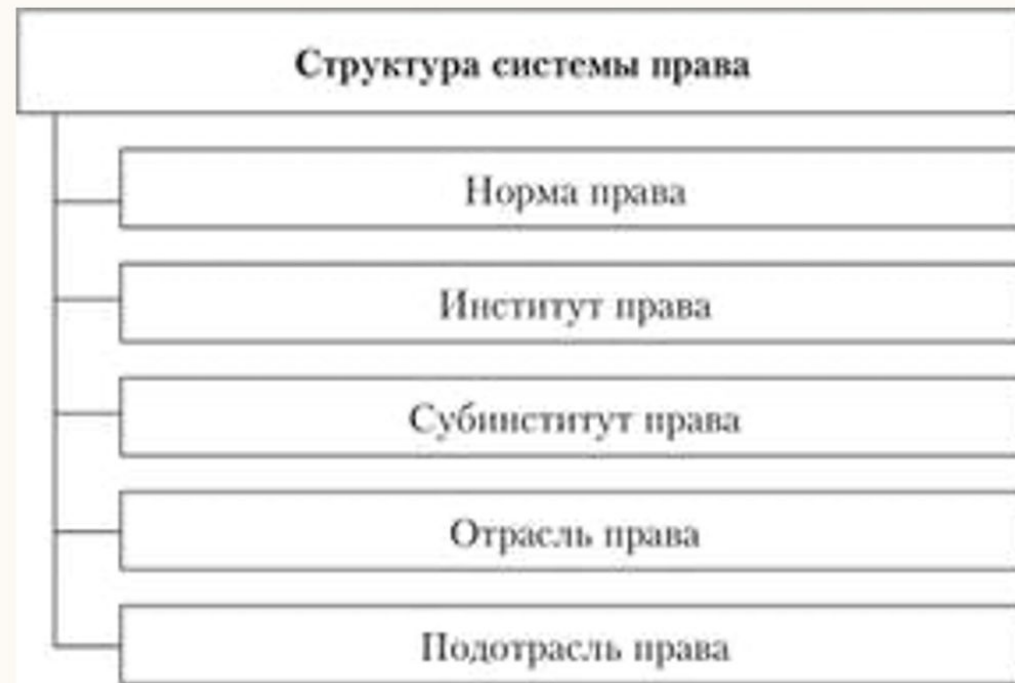 Структура системы права
Норма права
Институт права
Субинститут права
Отрасль права
Подотрасль права